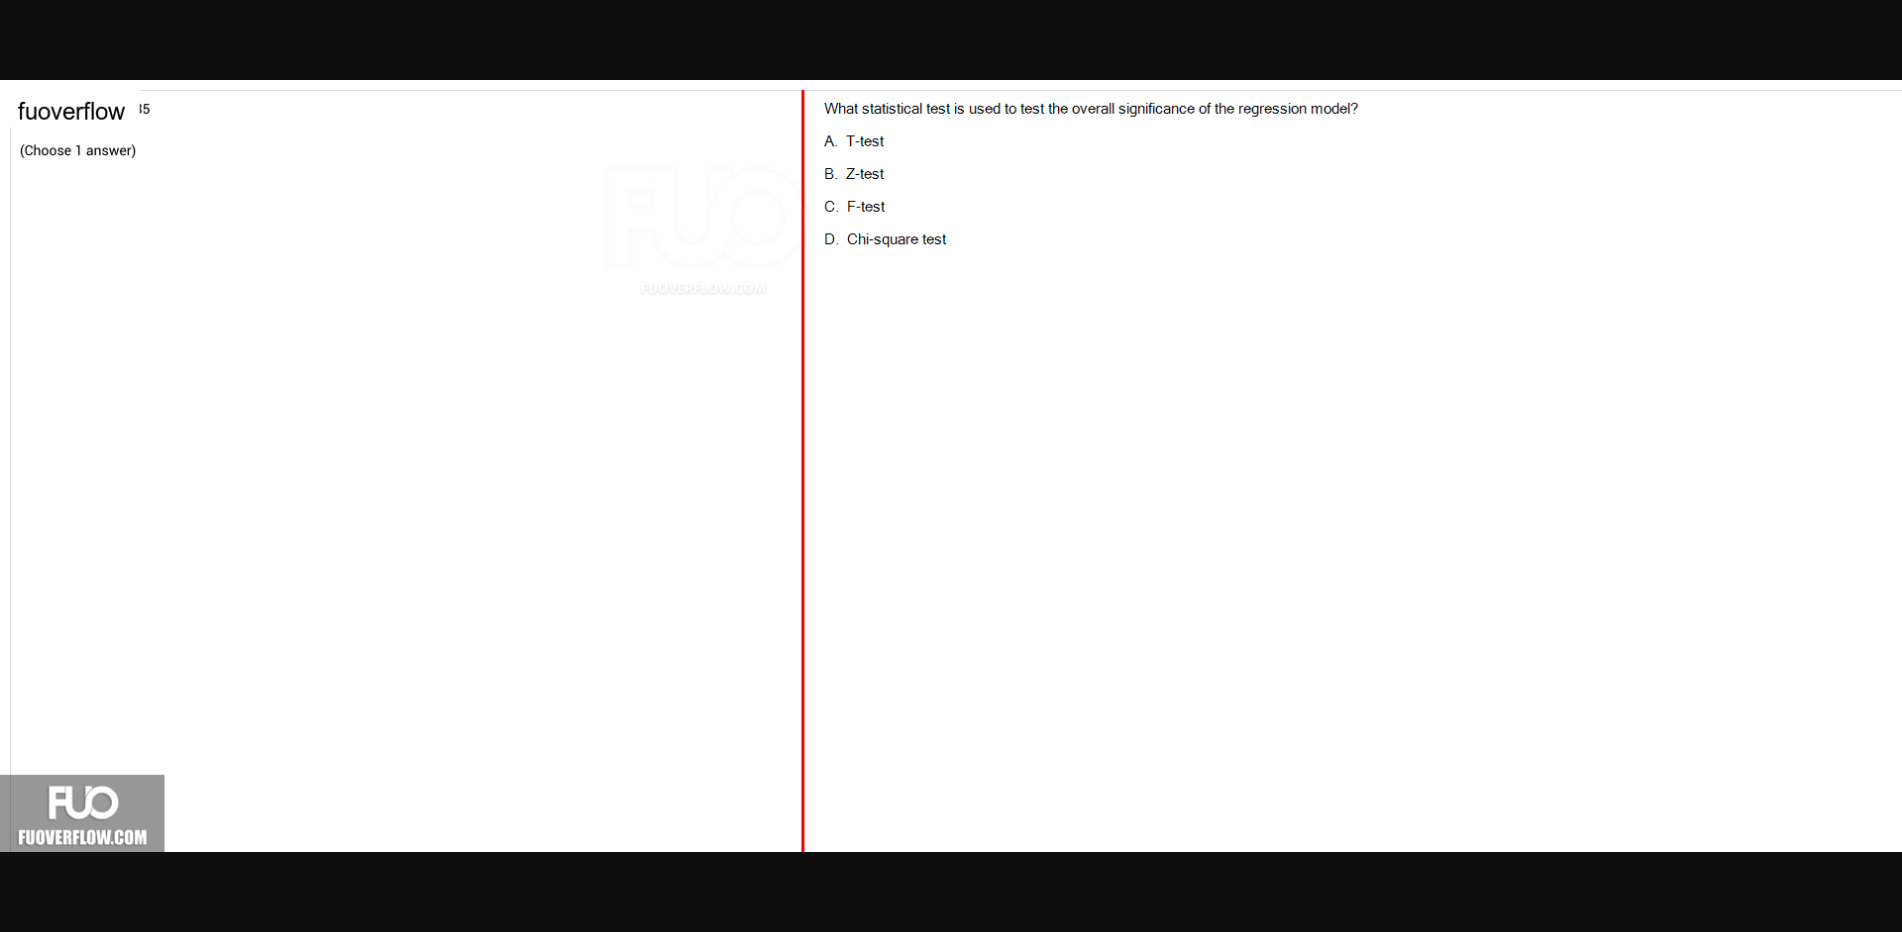 fuoverflow 35
(Choose 1 answer)
What statistical test is used to test the overall significance of the regression model?
A. T-test
B. Z-test
C. F-test
D. Chi-square test
FUO
FUOVERFLOW.COM
FUO
FUOVERFLOW.COM